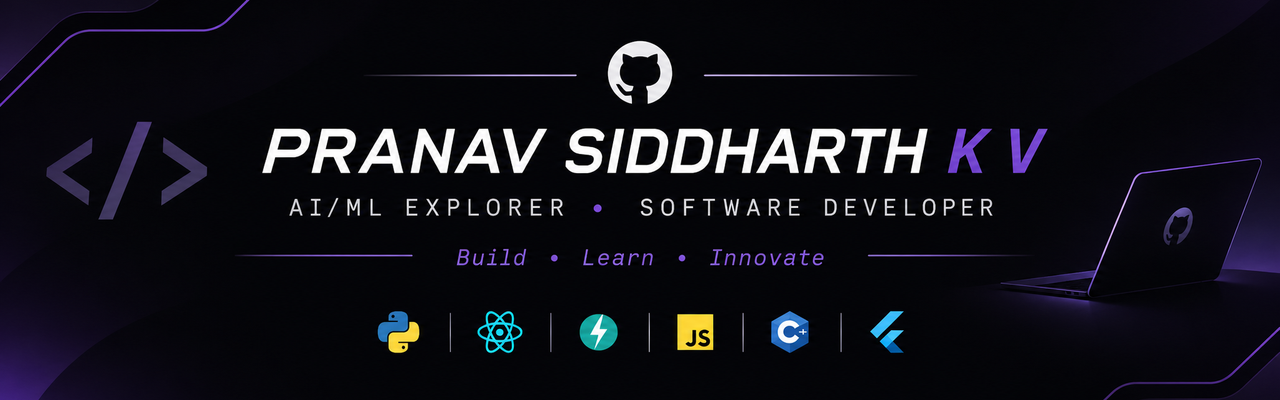 </>
PRANAV SIDDHARTH K V
AI/ML EXPLORER • SOFTWARE DEVELOPER
Build • Learn • Innovate
JS
C++